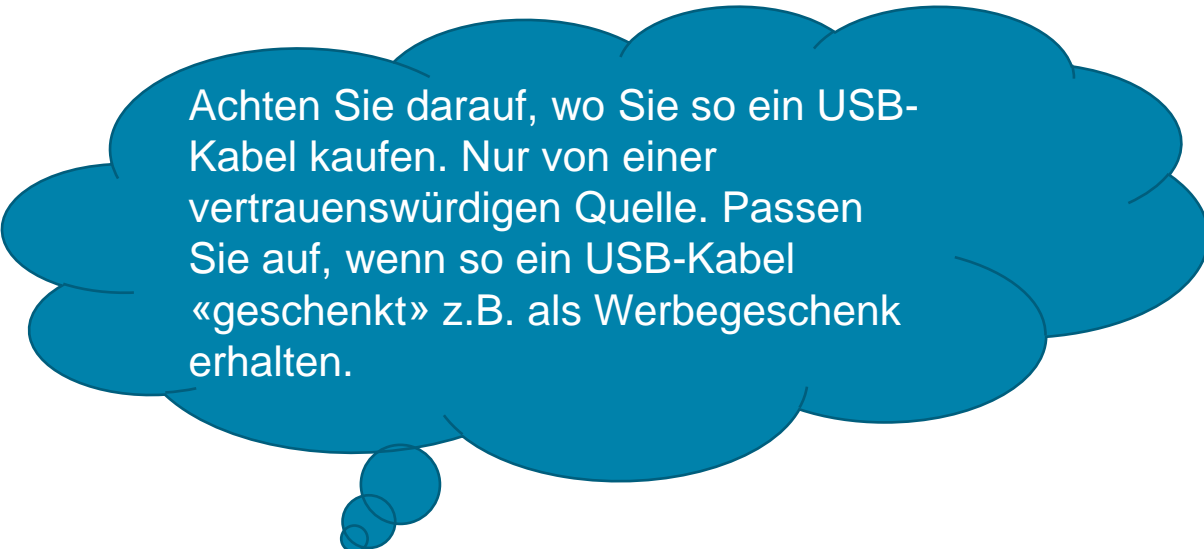 Achten Sie darauf, wo Sie so ein USB-
Kabel kaufen. Nur von einer
vertrauenswürdigen Quelle. Passen
Sie auf, wenn so ein USB-Kabel
«geschenkt» z.B. als Werbegeschenk
erhalten.